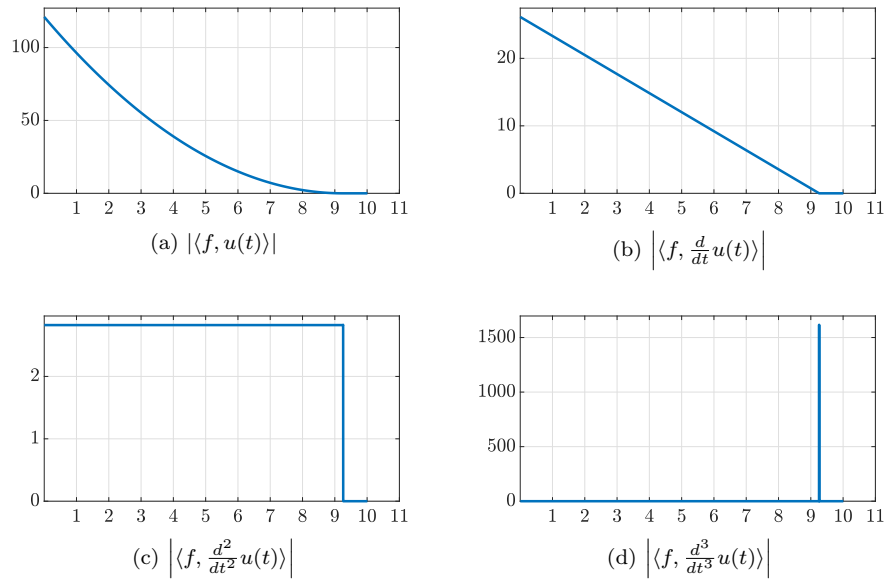 100
50
0
1 2 3 4 5 6 7 8 9 10 11
(a) |⟨f, u(t)⟩|
20
10
0
1 2 3 4 5 6 7 8 9 10 11
(b) |⟨f, d/dt u(t)⟩|
2
1
0
1 2 3 4 5 6 7 8 9 10 11
(c) |⟨f, d²/dt² u(t)⟩|
1500
1000
500
0
1 2 3 4 5 6 7 8 9 10 11
(d) |⟨f, d³/dt³ u(t)⟩|